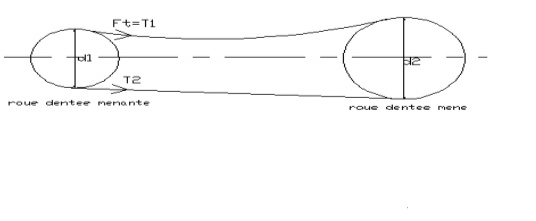 Ft=T1
d1
d2
T2
roue dentee menante
roue dentee mene